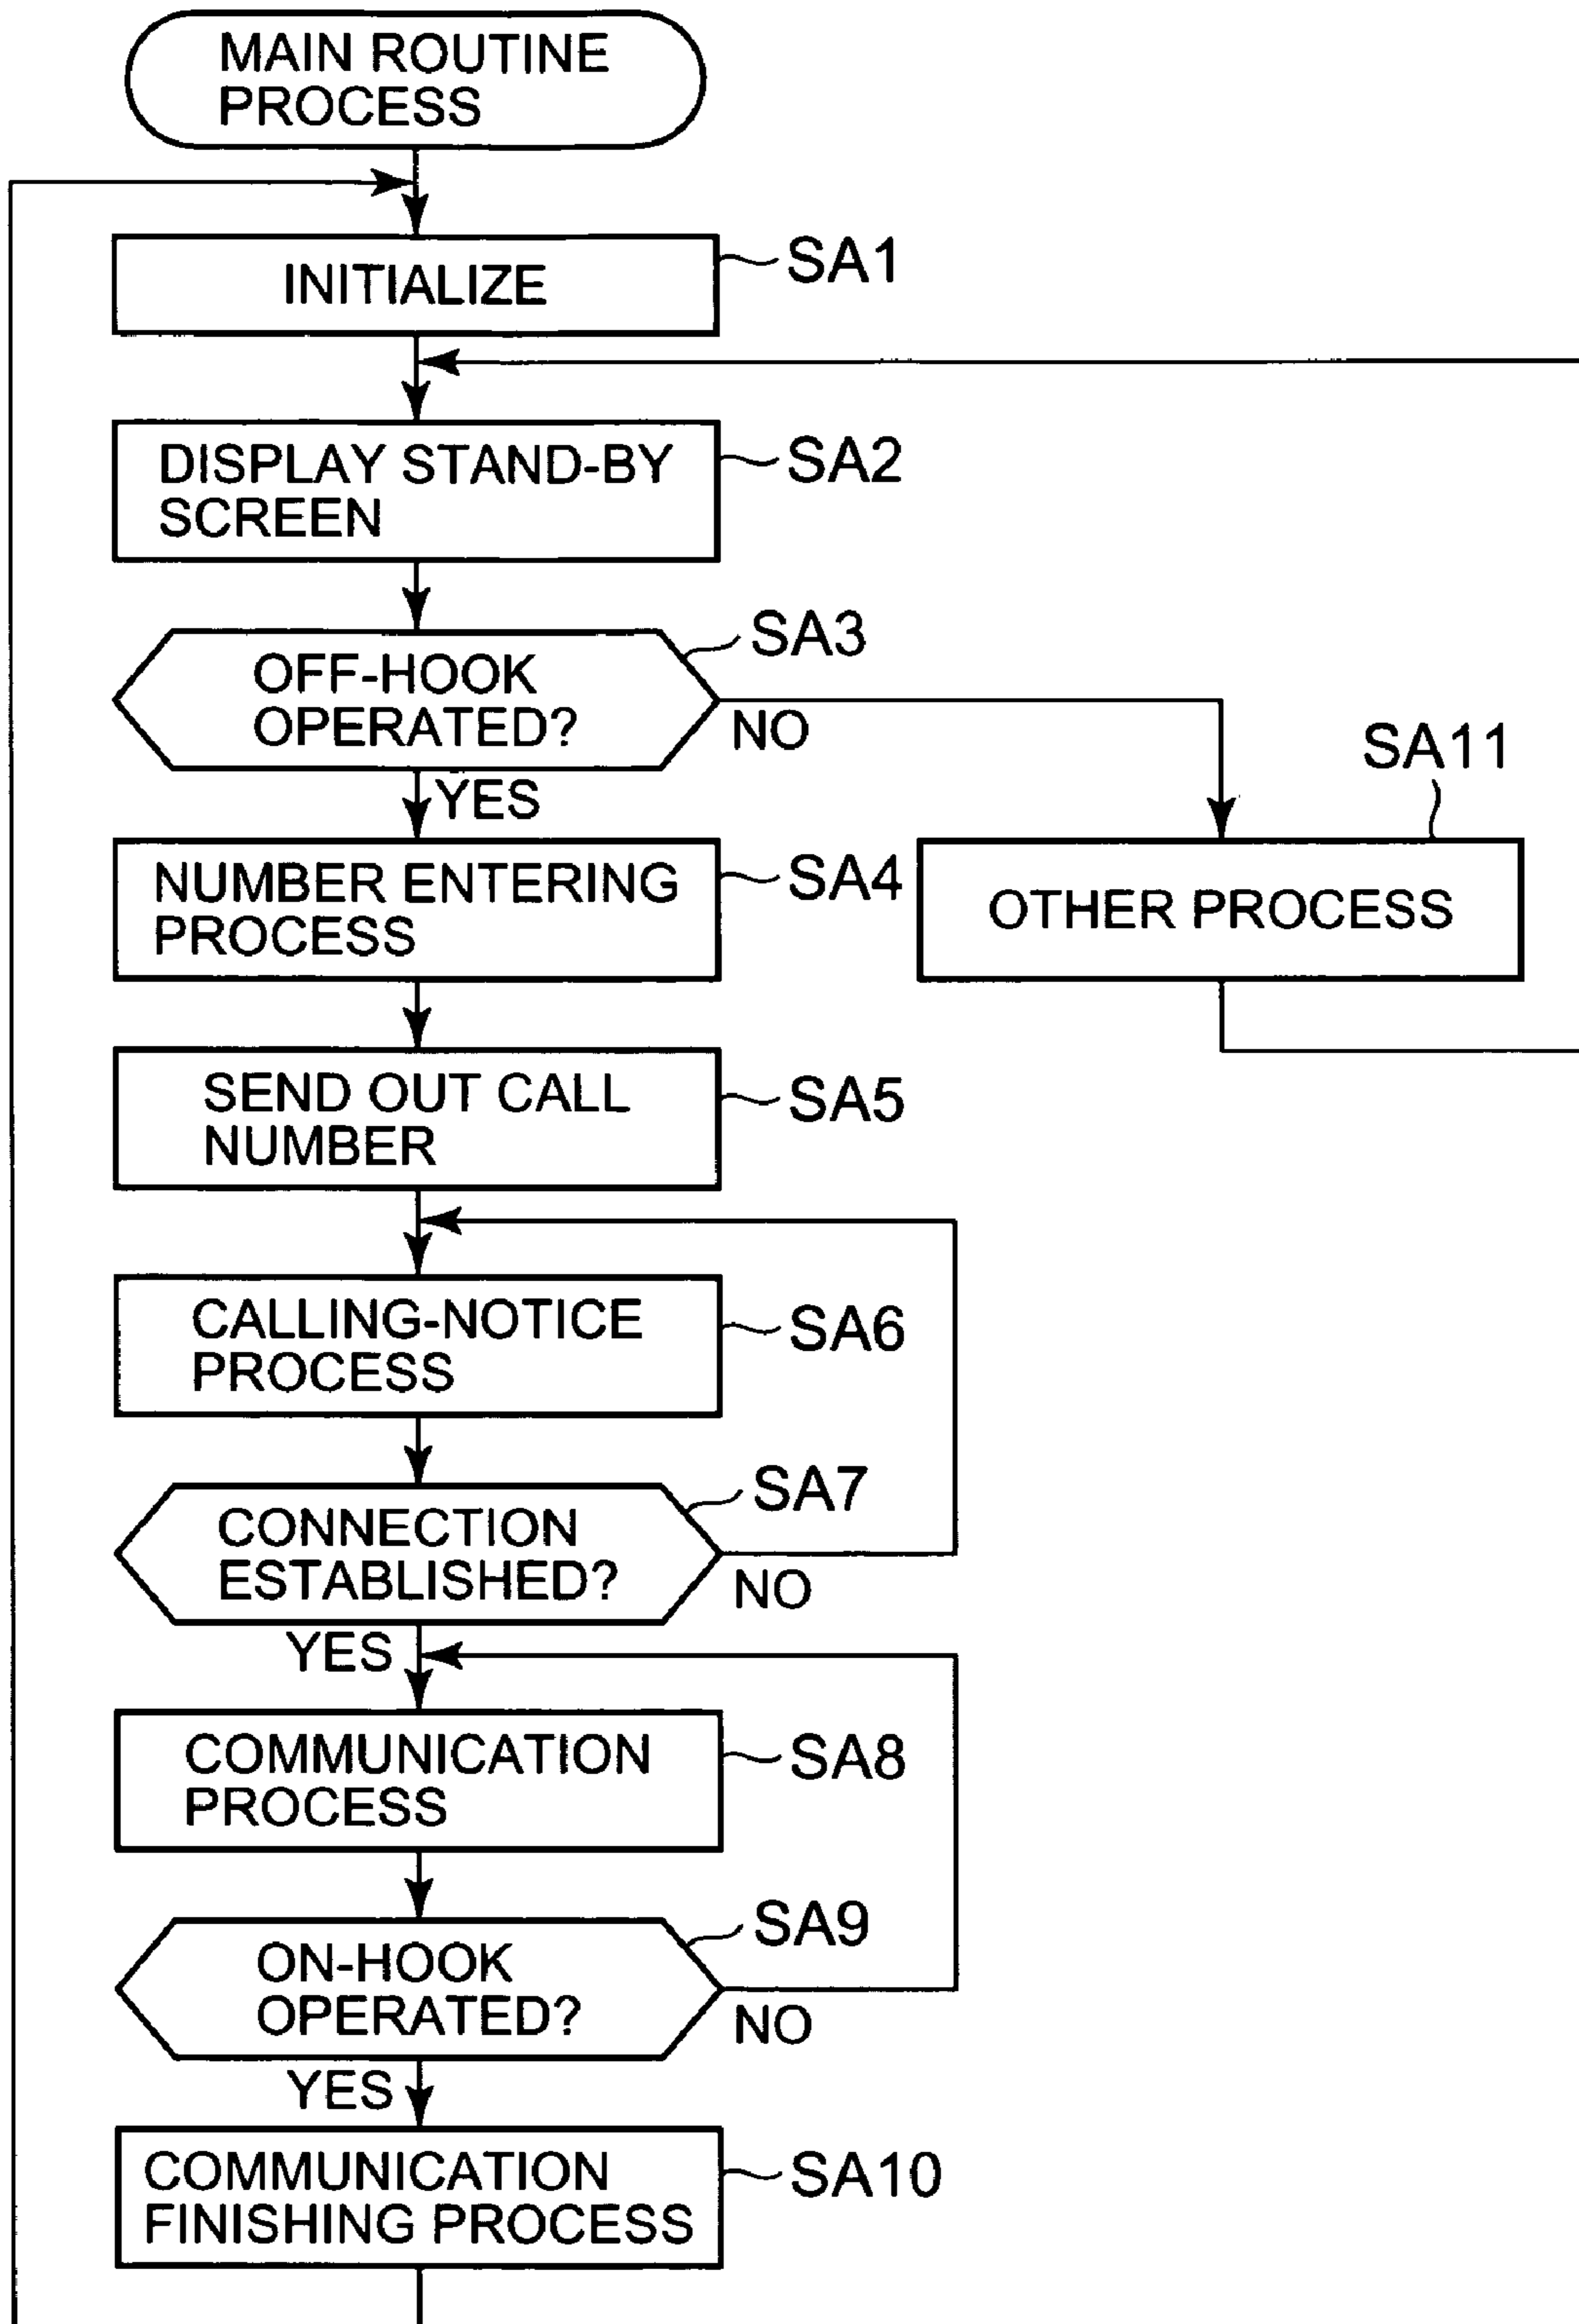 MAIN ROUTINE
PROCESS
INITIALIZE
SA1
DISPLAY STAND-BY
SCREEN
SA2
OFF-HOOK
OPERATED?
SA3
NO
YES
SA11
OTHER PROCESS
NUMBER ENTERING
PROCESS
SA4
SEND OUT CALL
NUMBER
SA5
CALLING-NOTICE
PROCESS
SA6
CONNECTION
ESTABLISHED?
SA7
NO
YES
COMMUNICATION
PROCESS
SA8
ON-HOOK
OPERATED?
SA9
NO
YES
COMMUNICATION
FINISHING PROCESS
SA10